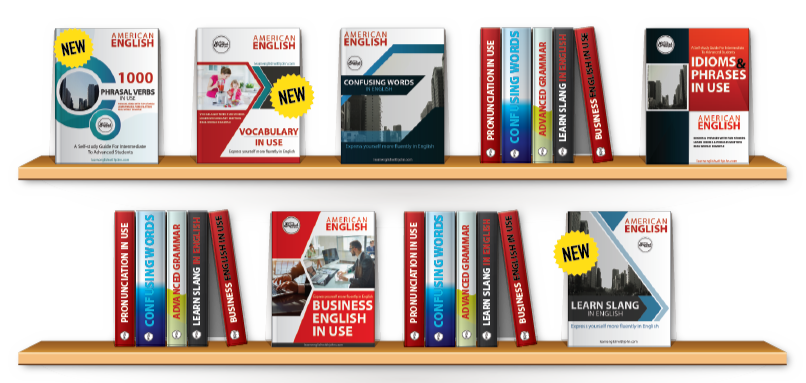 NEW
AMERICAN
ENGLISH
1000
PHRASAL VERBS
IN USE
A Self-study Guide For Intermediate
To Advanced Students
AMERICAN
ENGLISH
NEW
VOCABULARY
IN USE
Express yourself more fluently in English
AMERICAN
ENGLISH
CONFUSING WORDS
IN ENGLISH
Express yourself more fluently in English
PRONUNCIATION IN USE
CONFUSING WORDS
ADVANCED GRAMMAR
LEARN SLANG IN ENGLISH
BUSINESS ENGLISH IN USE
IDIOMS &
PHRASES
IN USE
AMERICAN
ENGLISH
PRONUNCIATION IN USE
CONFUSING WORDS
ADVANCED GRAMMAR
LEARN SLANG IN ENGLISH
BUSINESS ENGLISH IN USE
AMERICAN
ENGLISH
BUSINESS
ENGLISH
IN USE
PRONUNCIATION IN USE
CONFUSING WORDS
ADVANCED GRAMMAR
LEARN SLANG IN ENGLISH
BUSINESS ENGLISH IN USE
AMERICAN
ENGLISH
NEW
LEARN SLANG
IN ENGLISH
Express yourself more fluently in English